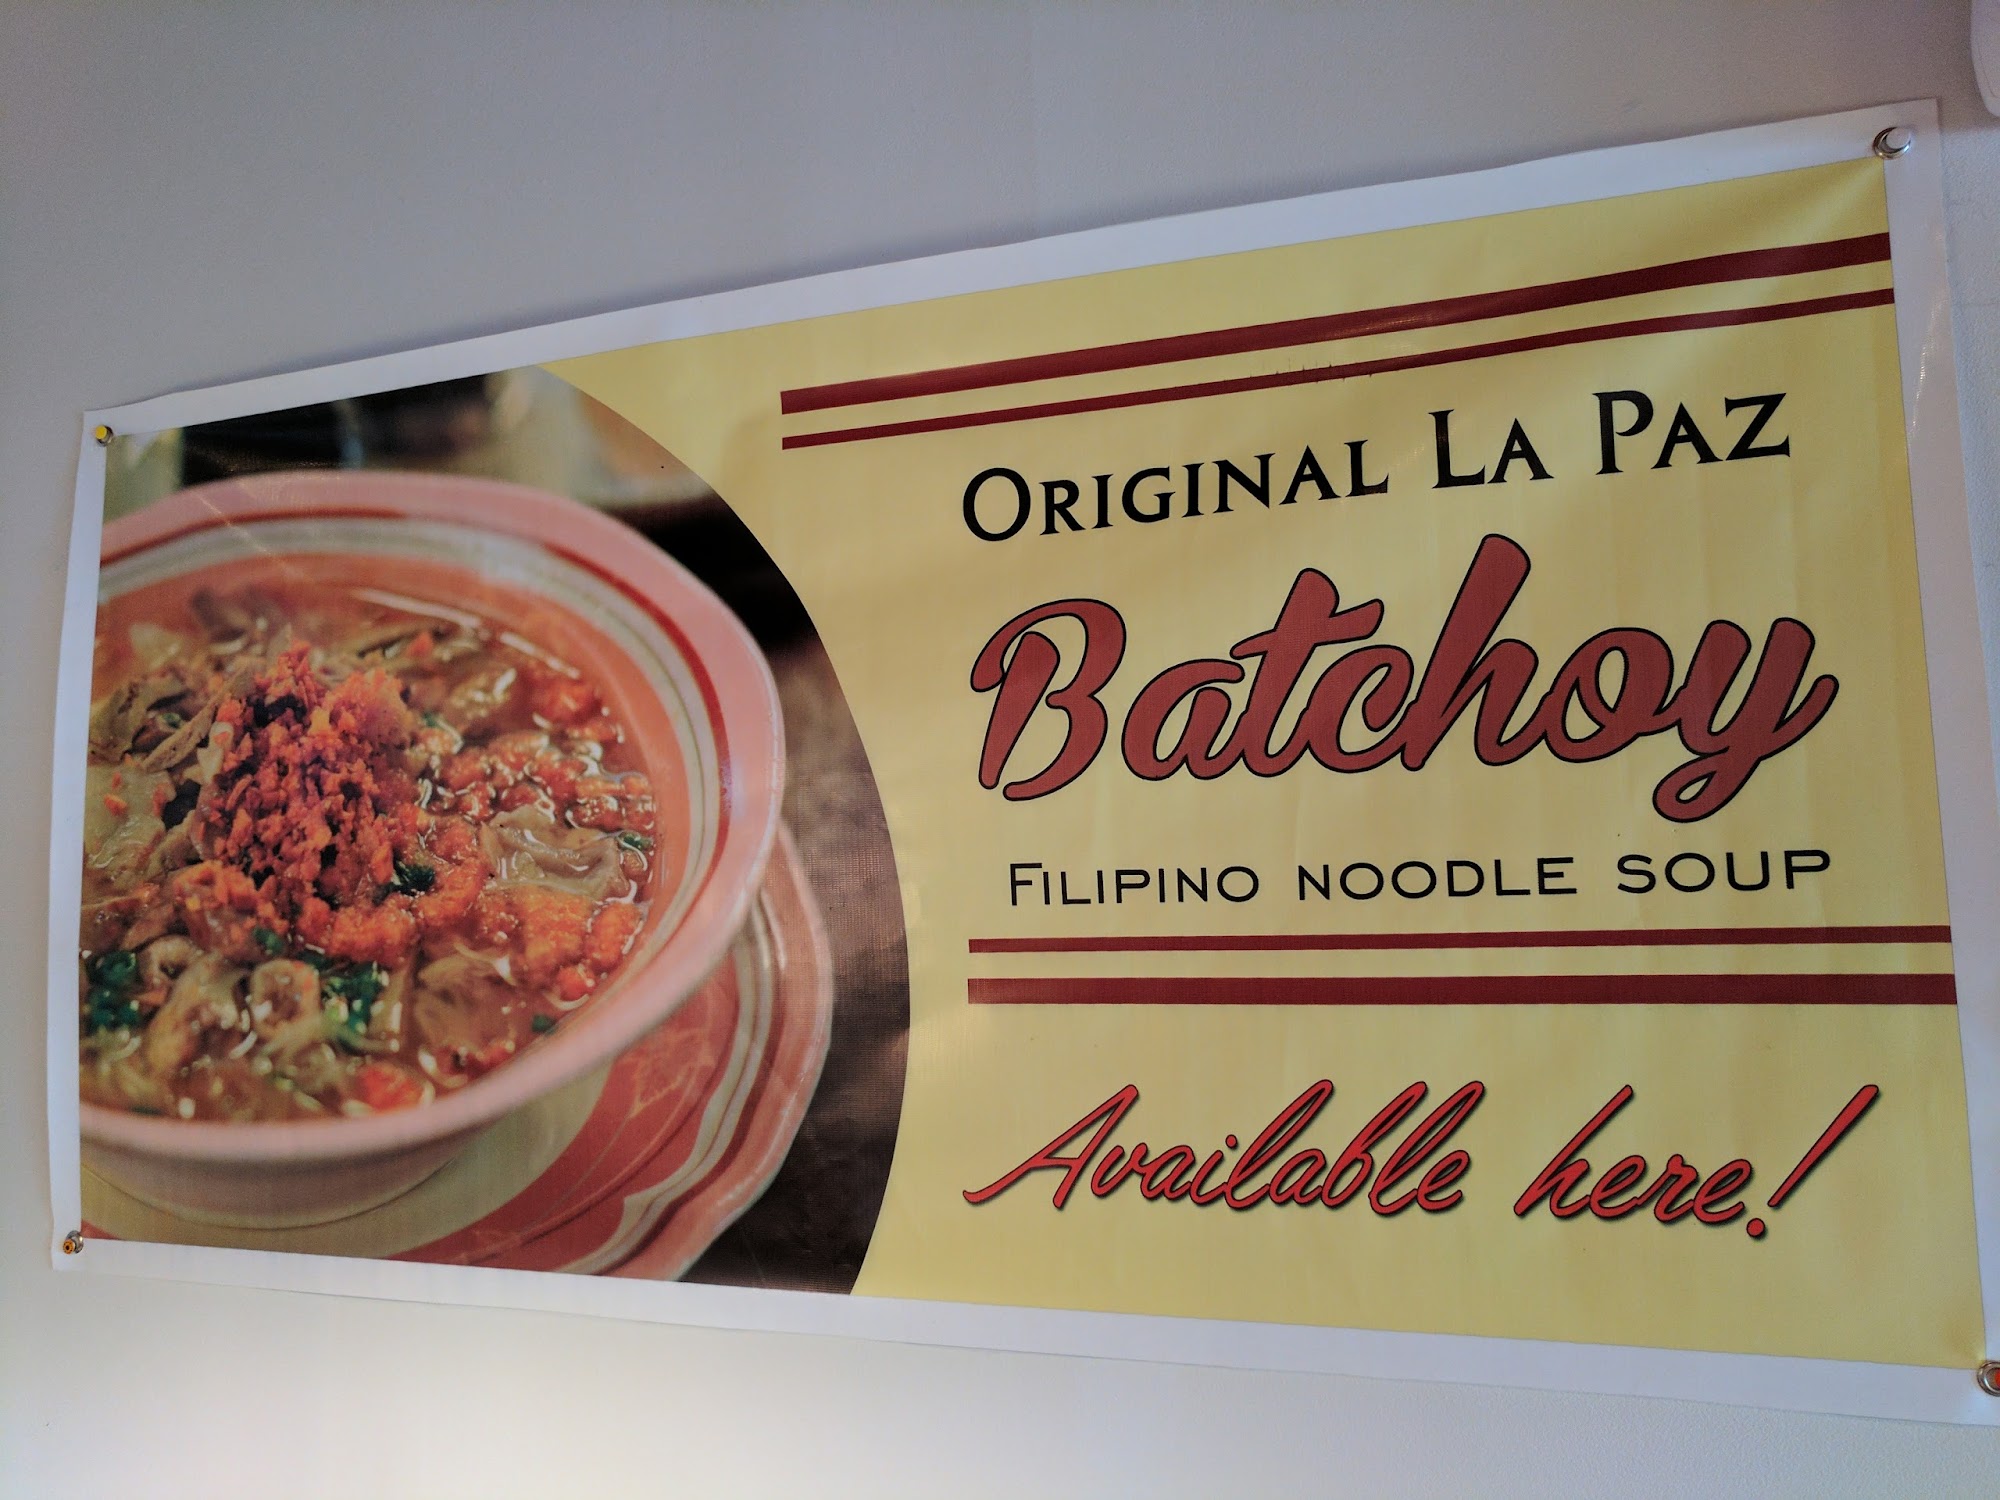 Original La Paz
Batchoy
Filipino noodle soup
Available here!